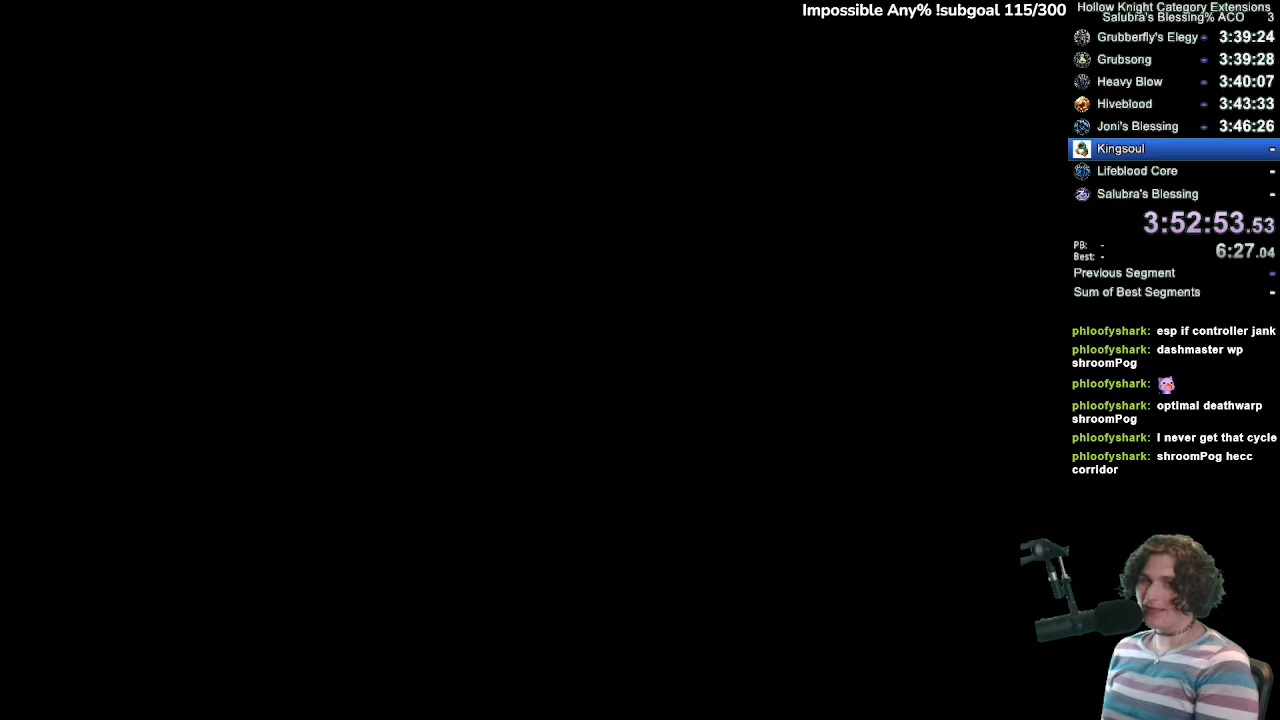 Impossible Any% !subgoal 115/300
Hollow Knight Category Extensions
Salubra's Blessing% ACO 3
Grubberfly's Elegy - 3:39:24
Grubsong - 3:39:28
Heavy Blow - 3:40:07
Hiveblood - 3:43:33
Joni's Blessing - 3:46:26
Kingsoul -
Lifeblood Core -
Salubra's Blessing -
3:52:53.53
PB: -
Best: -
6:27.04
Previous Segment -
Sum of Best Segments -
phloofyshark: esp if controller jank
phloofyshark: dashmaster wp
shroomPog
phloofyshark:
phloofyshark: optimal deathwarp
shroomPog
phloofyshark: I never get that cycle
phloofyshark: shroomPog hecc
corridor